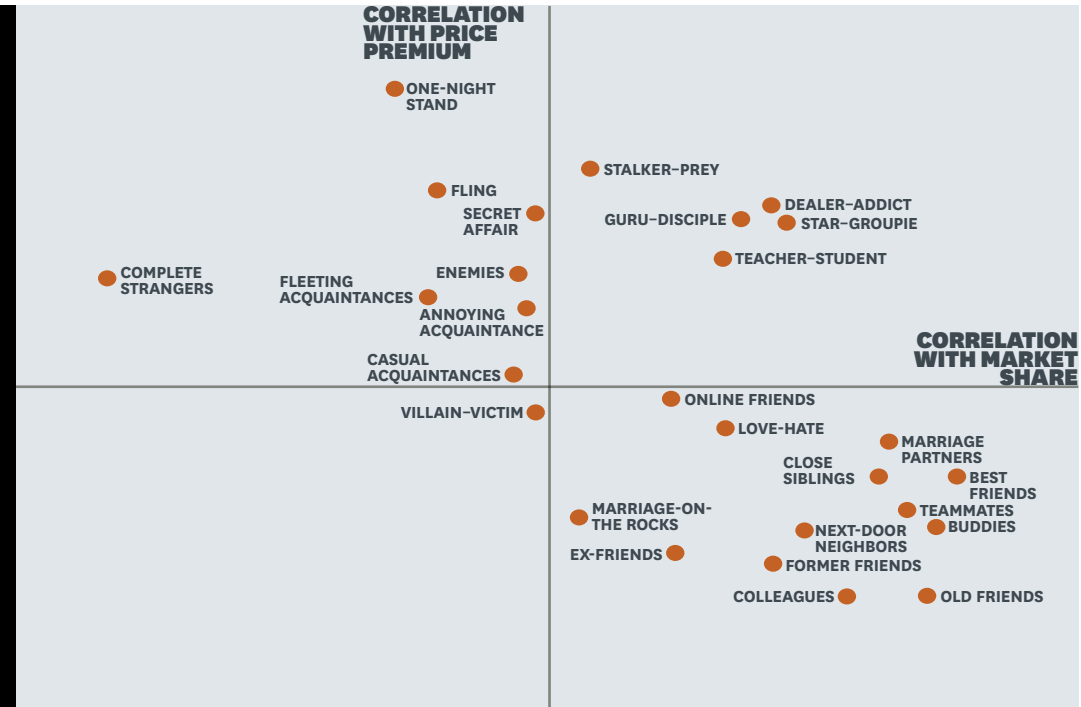 CORRELATION
WITH PRICE
PREMIUM
ONE-NIGHT
STAND
STALKER–PREY
FLING
SECRET
AFFAIR
DEALER–ADDICT
GURU–DISCIPLE
STAR–GROUPIE
TEACHER–STUDENT
COMPLETE
STRANGERS
ENEMIES
FLEETING
ACQUAINTANCES
ANNOYING
ACQUAINTANCE
CORRELATION
WITH MARKET
SHARE
CASUAL
ACQUAINTANCES
ONLINE FRIENDS
VILLAIN–VICTIM
LOVE-HATE
MARRIAGE
PARTNERS
CLOSE
SIBLINGS
BEST
FRIENDS
MARRIAGE-ON-
THE ROCKS
TEAMMATES
NEXT-DOOR
NEIGHBORS
BUDDIES
EX-FRIENDS
FORMER FRIENDS
COLLEAGUES
OLD FRIENDS